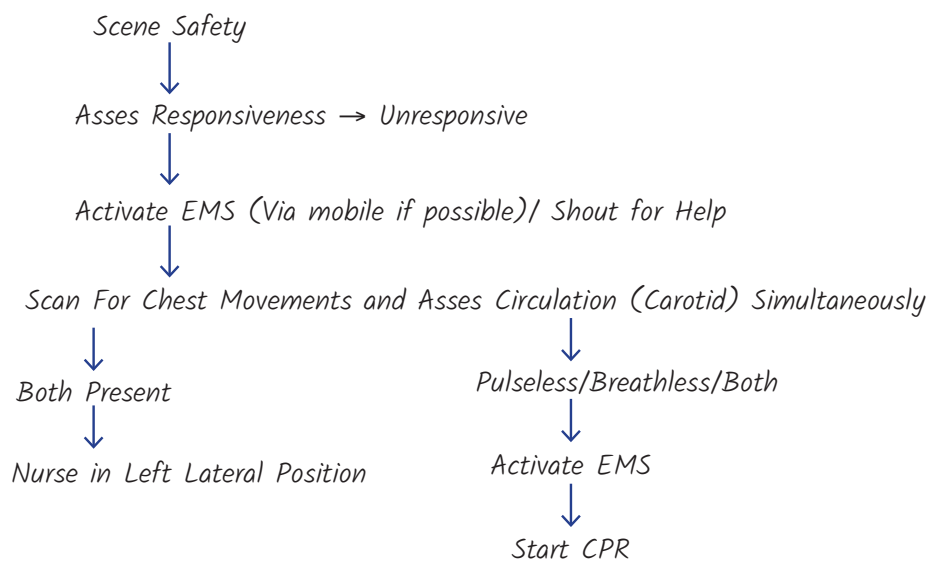 Scene Safety
Asses Responsiveness → Unresponsive
Activate EMS (Via mobile if possible)/ Shout for Help
Scan For Chest Movements and Asses Circulation (Carotid) Simultaneously
Both Present
Nurse in Left Lateral Position
Pulseless/Breathless/Both
Activate EMS
Start CPR